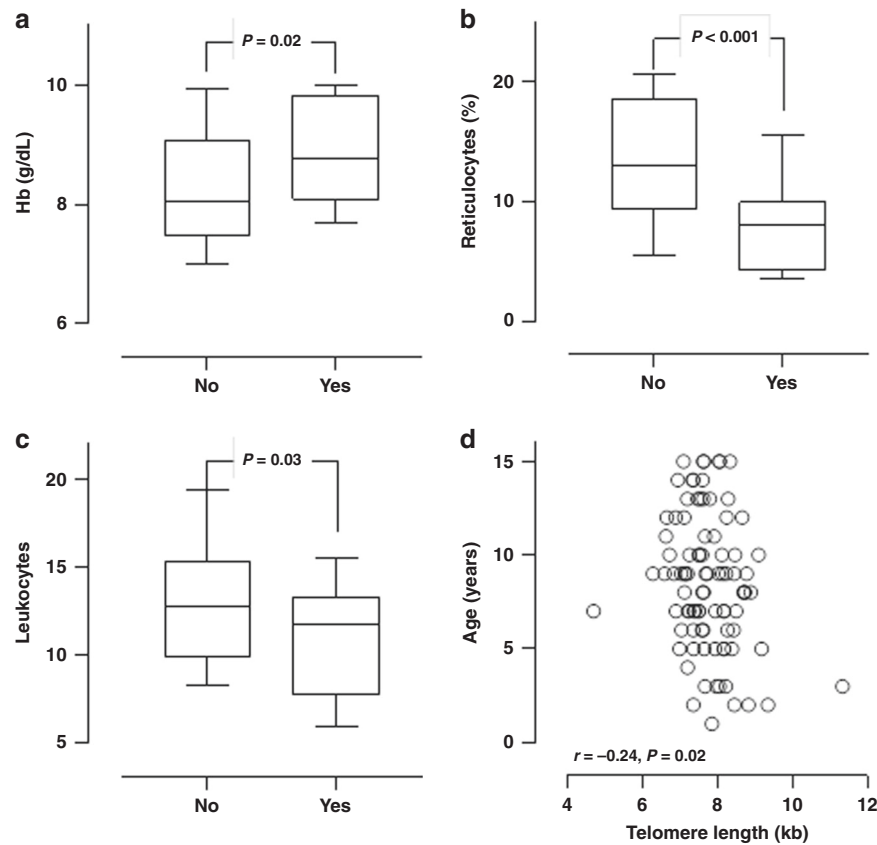 a
P = 0.02
10
8
6
Hb (g/dL)
No Yes
b
P < 0.001
20
10
0
Reticulocytes (%)
No Yes
c
P = 0.03
20
15
10
5
Leukocytes
No Yes
d
15
10
5
0
Age (years)
r = –0.24, P = 0.02
4 6 8 10 12
Telomere length (kb)